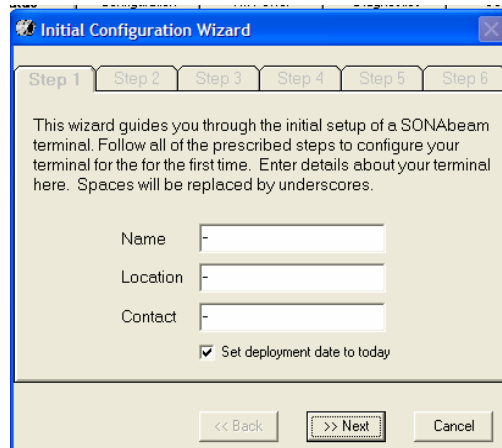 Initial Configuration Wizard
Step 1 Step 2 Step 3 Step 4 Step 5 Step 6
This wizard guides you through the initial setup of a SONAbeam
terminal. Follow all of the prescribed steps to configure your
terminal for the for the first time. Enter details about your terminal
here. Spaces will be replaced by underscores.
Name -
Location -
Contact -
Set deployment date to today
<< Back >> Next Cancel